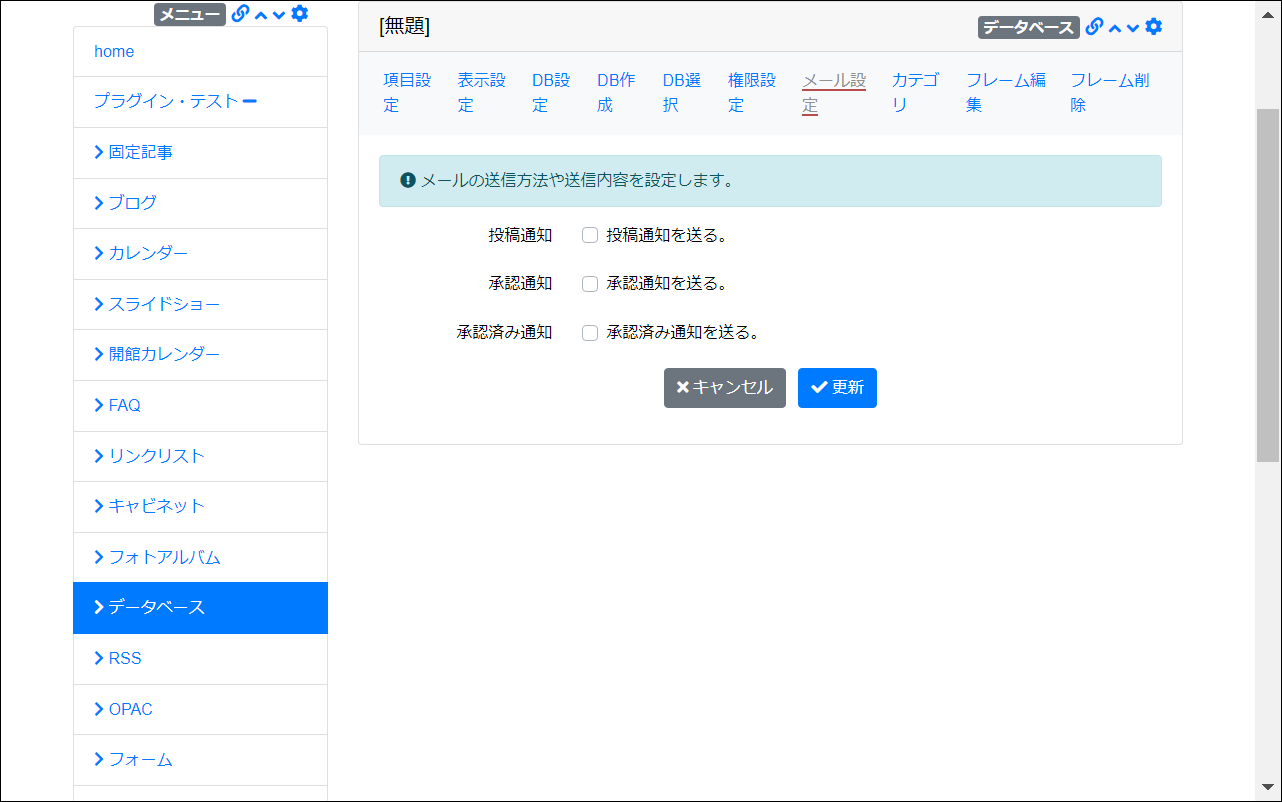 メニュー
home
プラグイン・テスト
固定記事
ブログ
カレンダー
スライドショー
開館カレンダー
FAQ
リンクリスト
キャビネット
フォトアルバム
データベース
RSS
OPAC
フォーム
[無題]
データベース
項目設
定
表示設
定
DB設
定
DB作
成
DB選
択
権限設
定
メール設
定
カテゴ
リ
フレーム編
集
フレーム削
除
メールの送信方法や送信内容を設定します。
投稿通知 投稿通知を送る。
承認通知 承認通知を送る。
承認済み通知 承認済み通知を送る。
キャンセル 更新